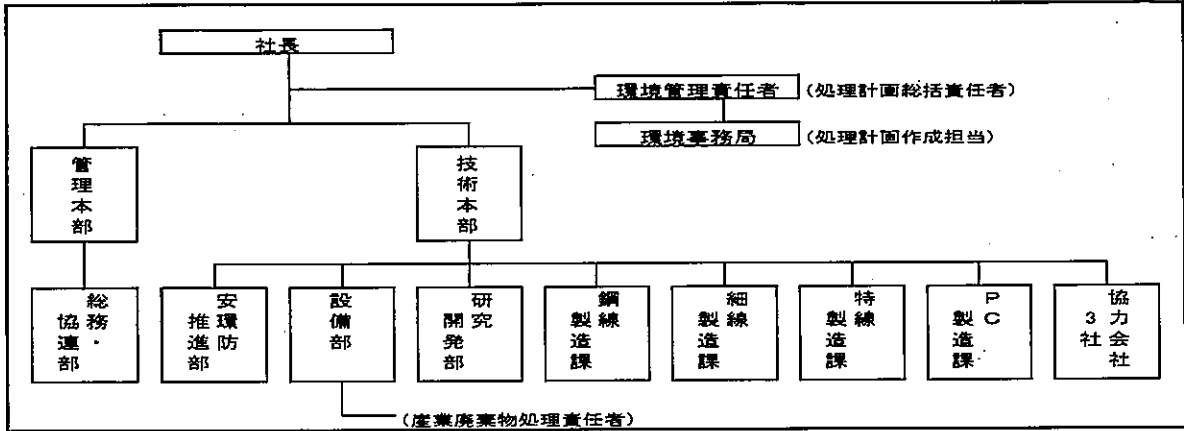 社長
環境管理責任者 (処理計画総括責任者)
環境事務局 (処理計画作成担当)
管理本部
技術本部
総務・
協連部
安環防
推進部
設備部
研究
開発部
鋼線
製造課
細線
製造課
特線
製造課
PC
製造課
協力会社
3社
(産業廃棄物処理責任者)